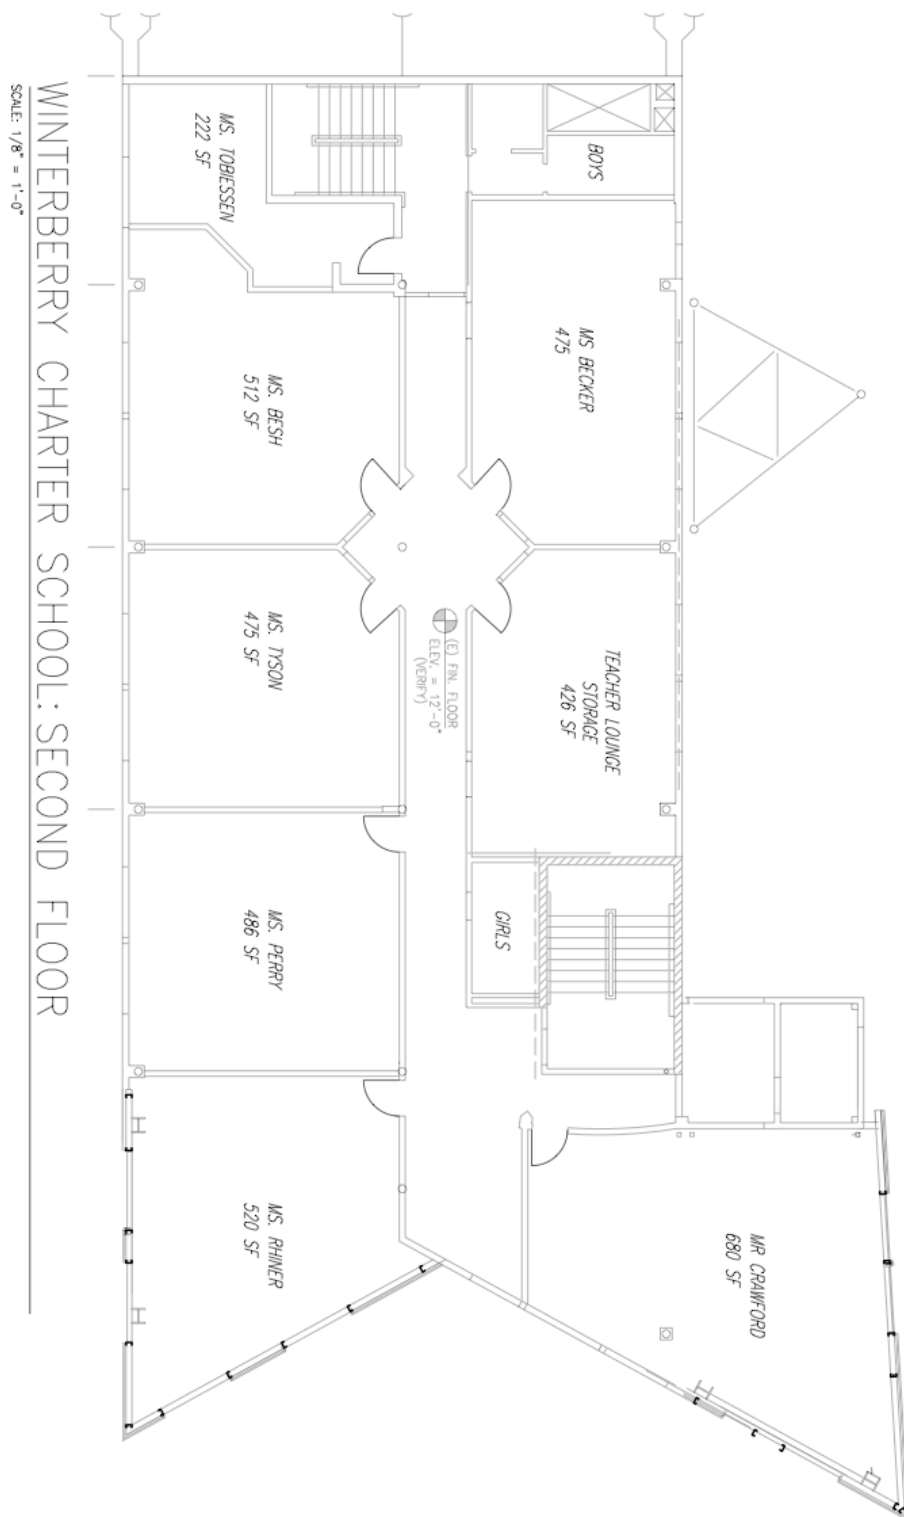 WINTERBERRY CHARTER SCHOOL: SECOND FLOOR
SCALE: 1/8" = 1'-0"
MS. TOBIESSEN
222 SF
BOYS
MS. BESH
512 SF
MS BECKER
475
MS. TYSON
475 SF
(E) FIN. FLOOR
ELEV. = 12'-0"
(VERIFY)
TEACHER LOUNGE
STORAGE
426 SF
MS. PERRY
486 SF
GIRLS
MS. RHINER
520 SF
MR CRAWFORD
680 SF